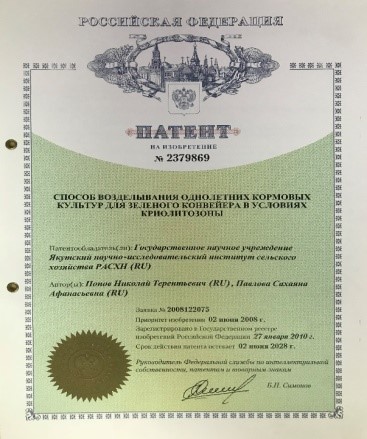 РОССИЙСКАЯ ФЕДЕРАЦИЯ
ПАТЕНТ
НА ИЗОБРЕТЕНИЕ
№ 2379869
СПОСОБ ВОЗДЕЛЫВАНИЯ ОДНОЛЕТНИХ КОРМОВЫХ
КУЛЬТУР ДЛЯ ЗЕЛЕНОГО КОНВЕЙЕРА В УСЛОВИЯХ
КРИОЛИТОЗОНЫ
Патентообладатель(ли): Государственное научное учреждение
Якутский научно-исследовательский институт сельского
хозяйства РАСХН (RU)
Автор(ы): Попов Николай Терентьевич (RU), Павлова Сахаяна
Афанасьевна (RU)
Заявка № 2008122075
Приоритет изобретения 02 июня 2008 г.
Зарегистрировано в Государственном реестре
изобретений Российской Федерации 27 января 2010 г.
Срок действия патента истекает 02 июня 2028 г.
Руководитель Федеральной службы по интеллектуальной
собственности, патентам и товарным знакам
Б.П. Симонов